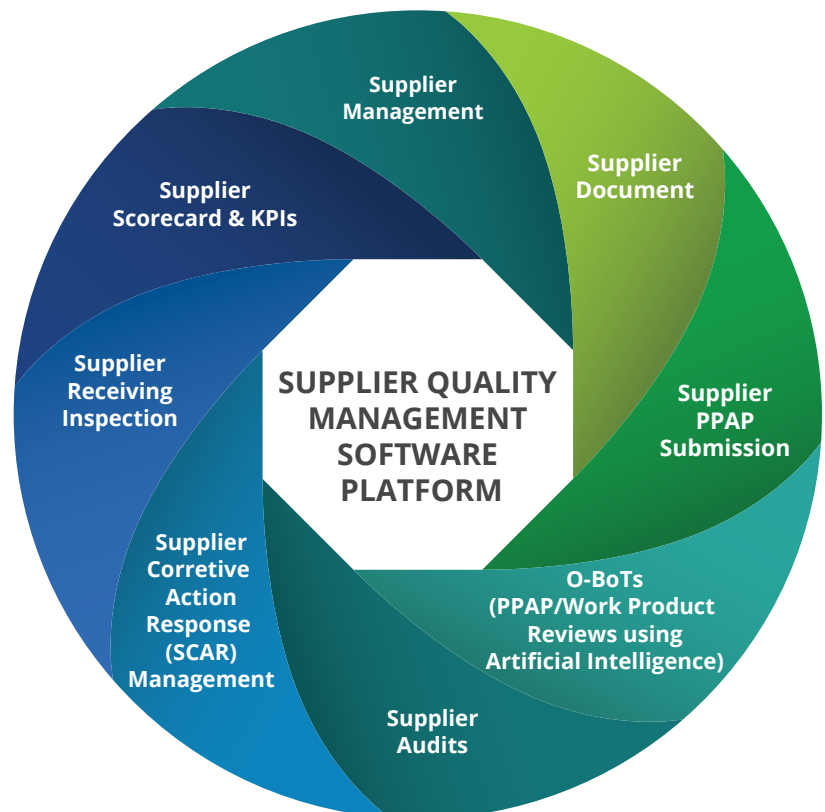 Supplier
Management
Supplier
Document
Supplier
PPAP
Submission
O-BoTs
(PPAP/Work Product
Reviews using
Artificial Intelligence)
Supplier
Audits
Supplier
Corretive
Action
Response
(SCAR)
Management
Supplier
Receiving
Inspection
Supplier
Scorecard & KPIs
SUPPLIER QUALITY
MANAGEMENT
SOFTWARE
PLATFORM